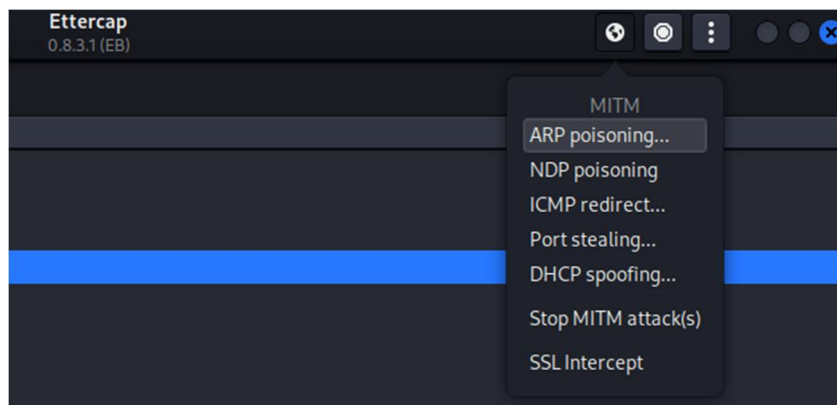 Ettercap
0.8.3.1 (EB)
MITM
ARP poisoning...
NDP poisoning
ICMP redirect...
Port stealing...
DHCP spoofing...
Stop MITM attack(s)
SSL Intercept